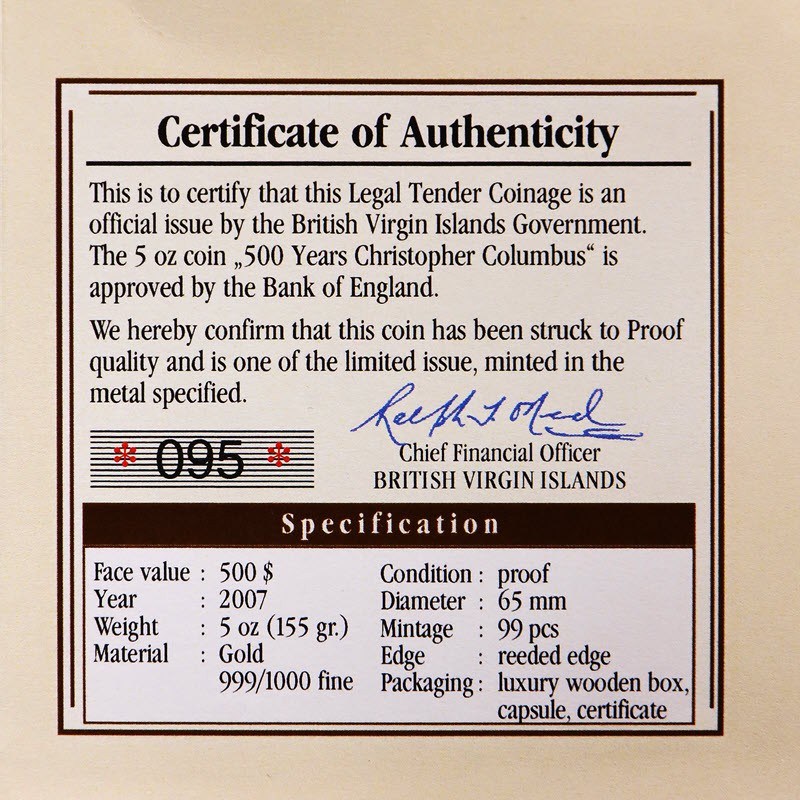 Certificate of Authenticity
This is to certify that this Legal Tender Coinage is an
official issue by the British Virgin Islands Government.
The 5 oz coin „500 Years Christopher Columbus“ is
approved by the Bank of England.
We hereby confirm that this coin has been struck to Proof
quality and is one of the limited issue, minted in the
metal specified.
095
Chief Financial Officer
BRITISH VIRGIN ISLANDS
Specification
Face value : 500 $
Year : 2007
Weight : 5 oz (155 gr.)
Material : Gold
999/1000 fine
Condition : proof
Diameter : 65 mm
Mintage : 99 pcs
Edge : reeded edge
Packaging : luxury wooden box,
capsule, certificate